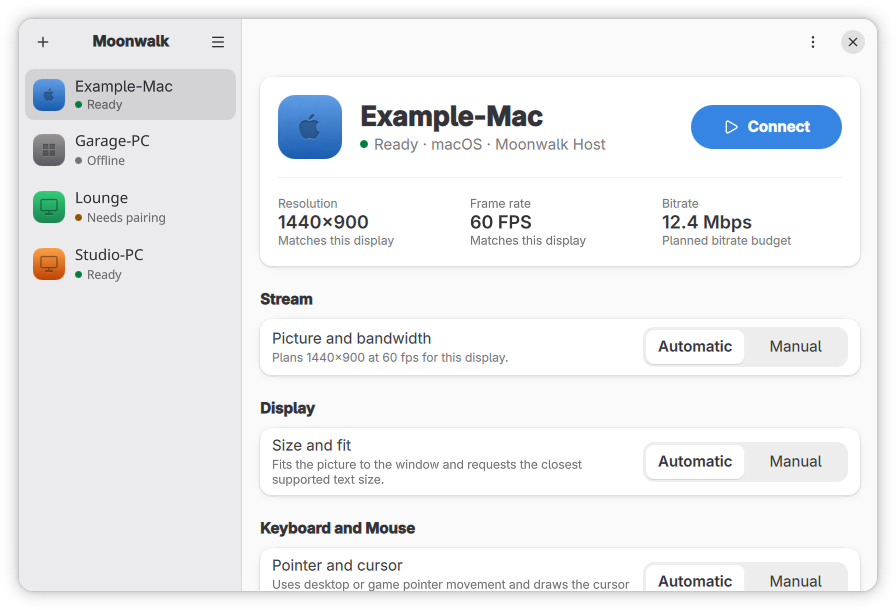 Moonwalk
Example-Mac
Ready
Garage-PC
Offline
Lounge
Needs pairing
Studio-PC
Ready
Example-Mac
Ready · macOS · Moonwalk Host
Connect
Resolution
1440×900
Matches this display
Frame rate
60 FPS
Matches this display
Bitrate
12.4 Mbps
Planned bitrate budget
Stream
Picture and bandwidth
Plans 1440×900 at 60 fps for this display.
Automatic
Manual
Display
Size and fit
Fits the picture to the window and requests the closest
supported text size.
Automatic
Manual
Keyboard and Mouse
Pointer and cursor
Uses desktop or game pointer movement and draws the cursor
Automatic
Manual